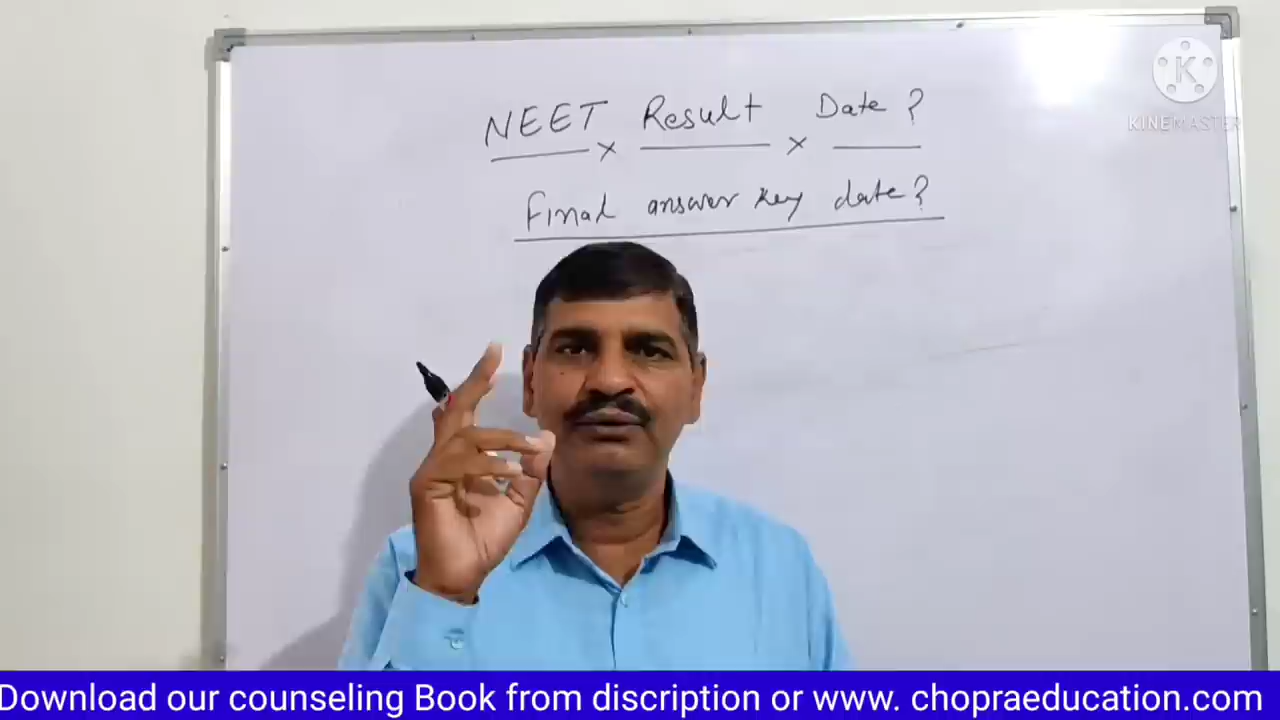 NEET Result Date?
Final answer key date?
K
KINEMASTER
Download our counseling Book from discription or www. chopraeducation.com